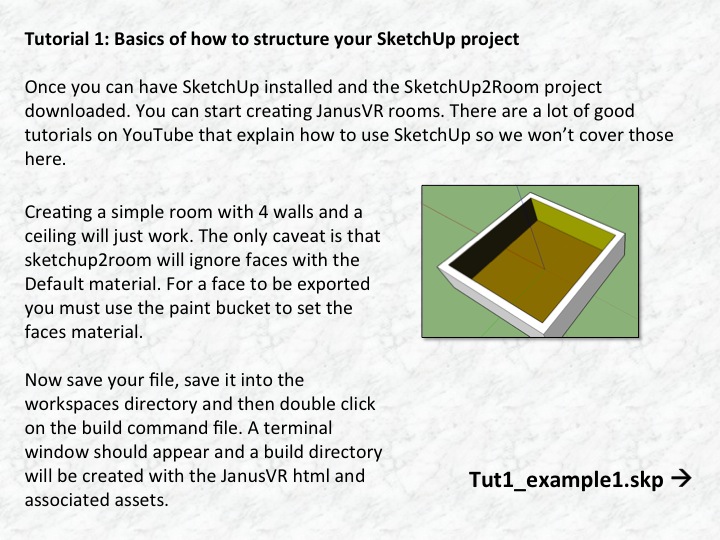 Tutorial 1: Basics of how to structure your SketchUp project
Once you can have SketchUp installed and the SketchUp2Room project
downloaded. You can start creating JanusVR rooms. There are a lot of good
tutorials on YouTube that explain how to use SketchUp so we won’t cover those
here.
Creating a simple room with 4 walls and a
ceiling will just work. The only caveat is that
sketchup2room will ignore faces with the
Default material. For a face to be exported
you must use the paint bucket to set the
faces material.
Now save your file, save it into the
workspaces directory and then double click
on the build command file. A terminal
window should appear and a build directory
will be created with the JanusVR html and
associated assets.
Tut1_example1.skp →